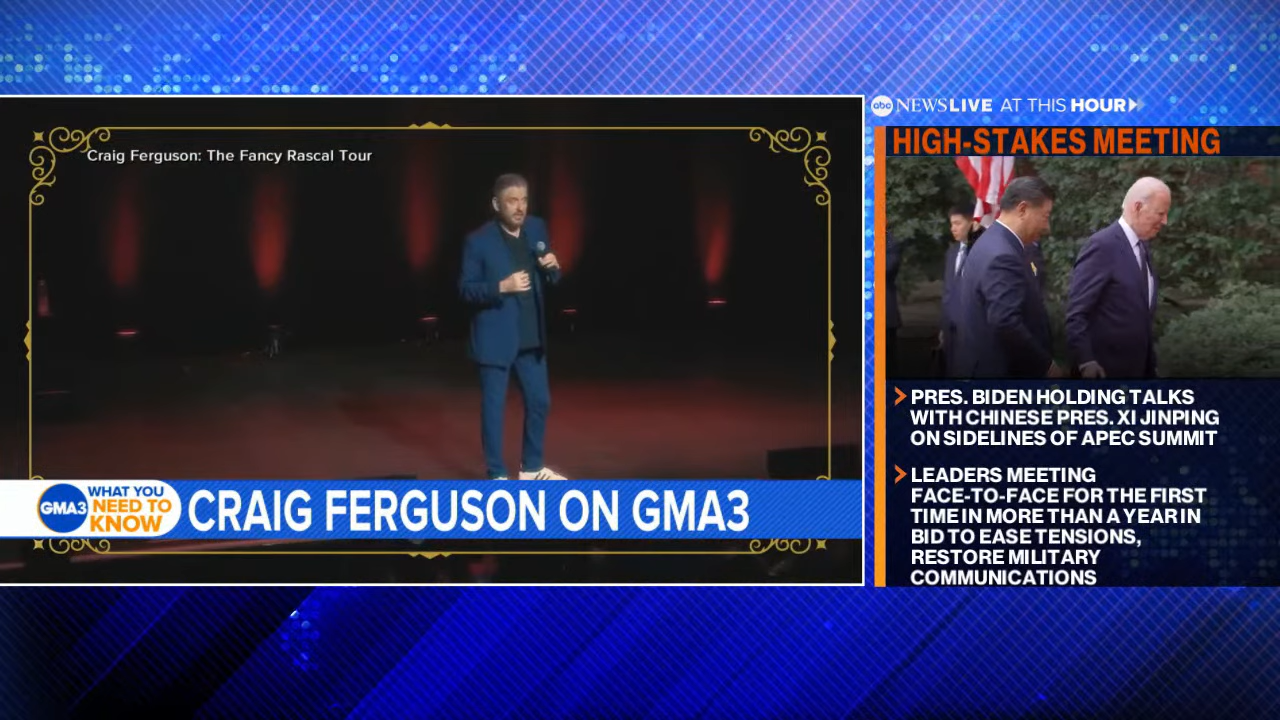 Craig Ferguson: The Fancy Rascal Tour
GMA3
WHAT YOU
NEED TO
KNOW
CRAIG FERGUSON ON GMA3
abc NEWS LIVE AT THIS HOUR
HIGH-STAKES MEETING
PRES. BIDEN HOLDING TALKS
WITH CHINESE PRES. XI JINPING
ON SIDELINES OF APEC SUMMIT
LEADERS MEETING
FACE-TO-FACE FOR THE FIRST
TIME IN MORE THAN A YEAR IN
BID TO EASE TENSIONS,
RESTORE MILITARY
COMMUNICATIONS